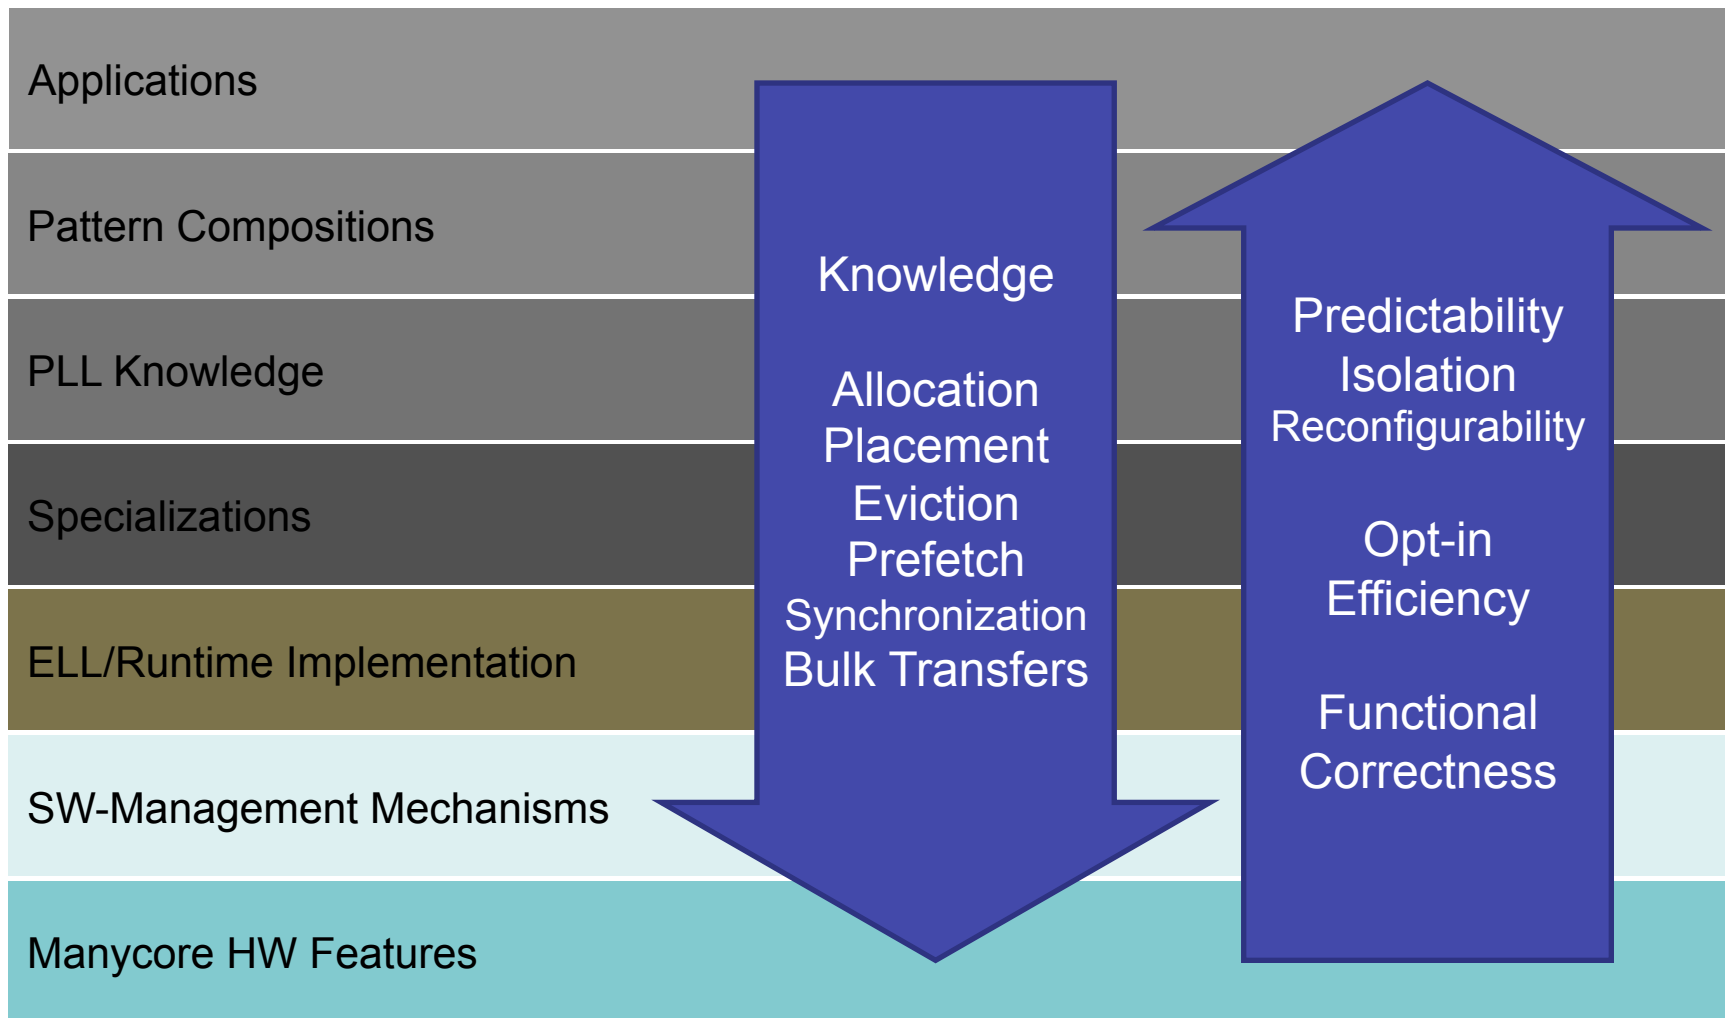 Applications
Pattern Compositions
PLL Knowledge
Specializations
ELL/Runtime Implementation
SW-Management Mechanisms
Manycore HW Features
Knowledge
Allocation
Placement
Eviction
Prefetch
Synchronization
Bulk Transfers
Predictability
Isolation
Reconfigurability
Opt-in
Efficiency
Functional
Correctness